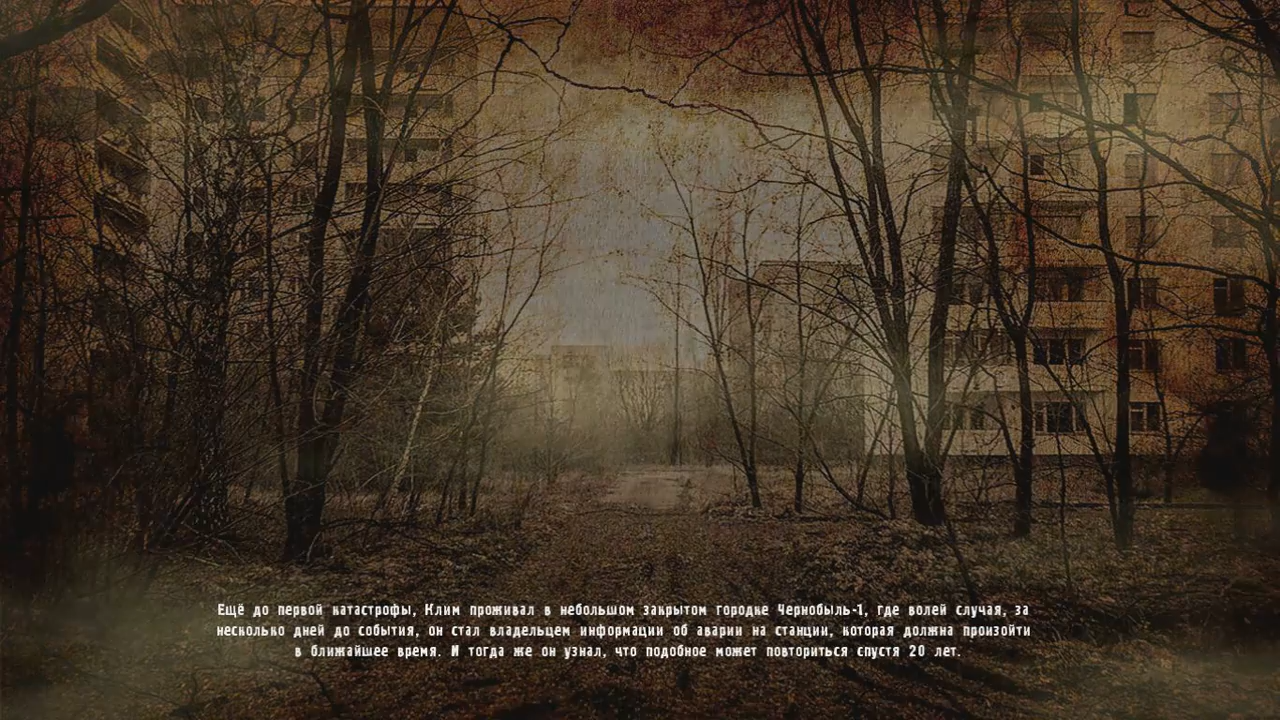 Ещё до первой катастрофы, Клим проживал в небольшом закрытом городке Чернобыль-1, где волей случая, за
несколько дней до события, он стал владельцем информации об аварии на станции, которая должна произойти
в ближайшее время. И тогда же он узнал, что подобное может повториться спустя 20 лет.